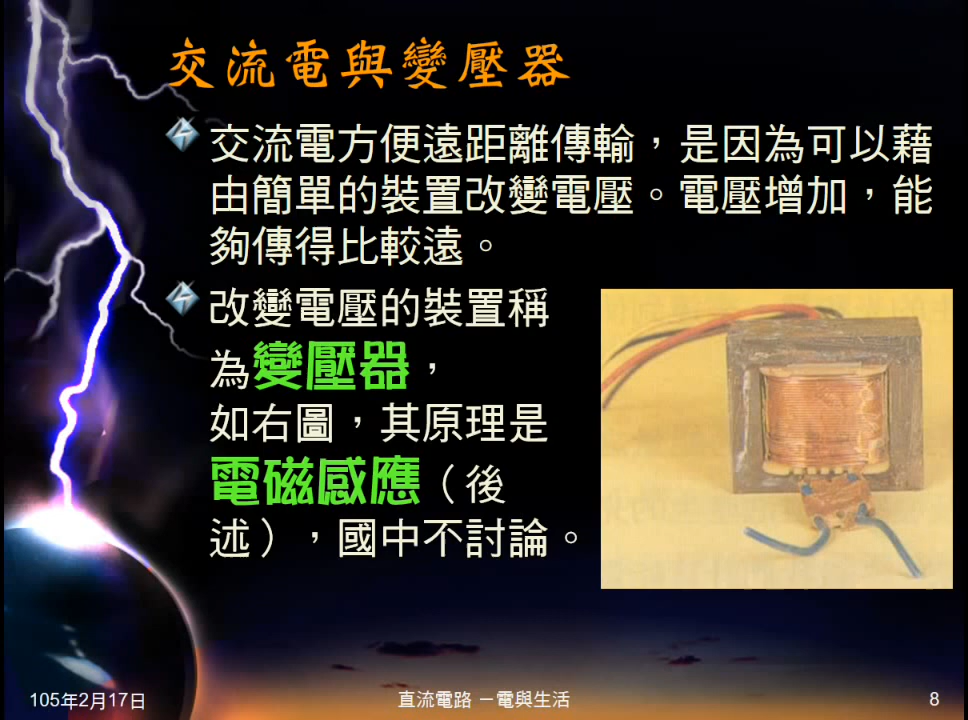 交流電與變壓器
交流電方便遠距離傳輸，是因為可以藉
由簡單的裝置改變電壓。電壓增加，能
夠傳得比較遠。
改變電壓的裝置稱
為變壓器，
如右圖，其原理是
電磁感應（後
述），國中不討論。
105年2月17日
直流電路 －電與生活
8